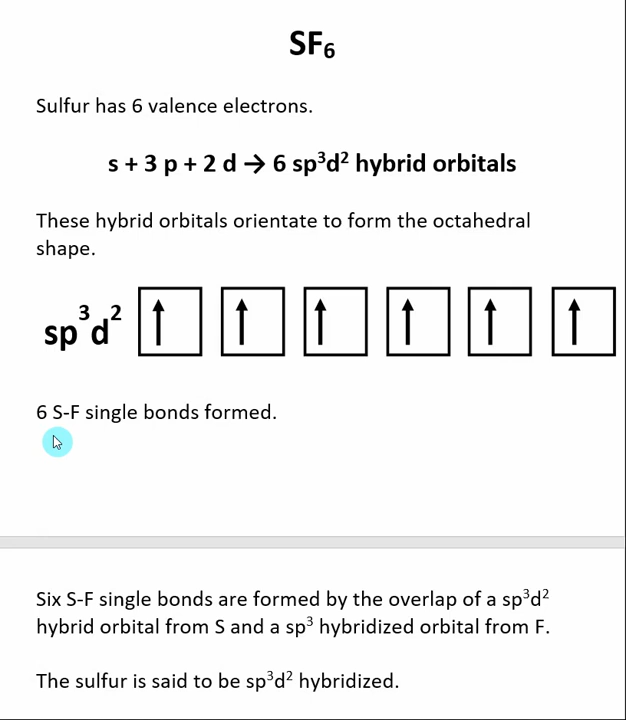 SF₆
Sulfur has 6 valence electrons.
s + 3 p + 2 d → 6 sp³d² hybrid orbitals
These hybrid orbitals orientate to form the octahedral
shape.
sp³d² ↑ ↑ ↑ ↑ ↑ ↑
6 S-F single bonds formed.
Six S-F single bonds are formed by the overlap of a sp³d²
hybrid orbital from S and a sp³ hybridized orbital from F.
The sulfur is said to be sp³d² hybridized.